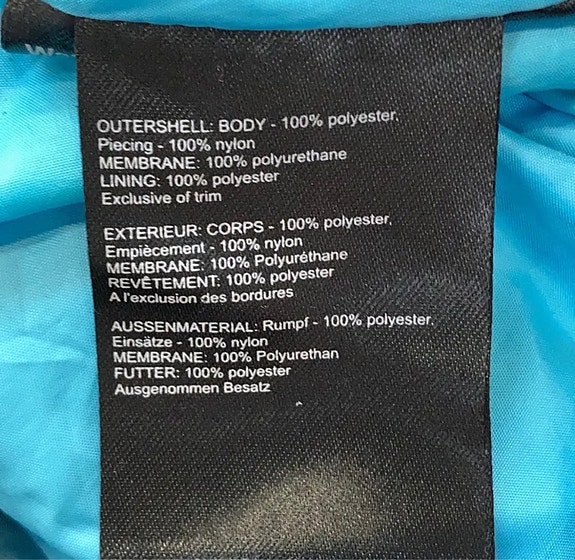 OUTERSHELL: BODY - 100% polyester,
Piecing - 100% nylon
MEMBRANE: 100% polyurethane
LINING: 100% polyester
Exclusive of trim
EXTERIEUR: CORPS - 100% polyester,
Empiècement - 100% nylon
MEMBRANE: 100% Polyuréthane
REVÊTEMENT: 100% polyester
A l'exclusion des bordures
AUSSENMATERIAL: Rumpf - 100% polyester,
Einsätze - 100% nylon
MEMBRANE: 100% Polyurethan
FUTTER: 100% polyester
Ausgenommen Besatz